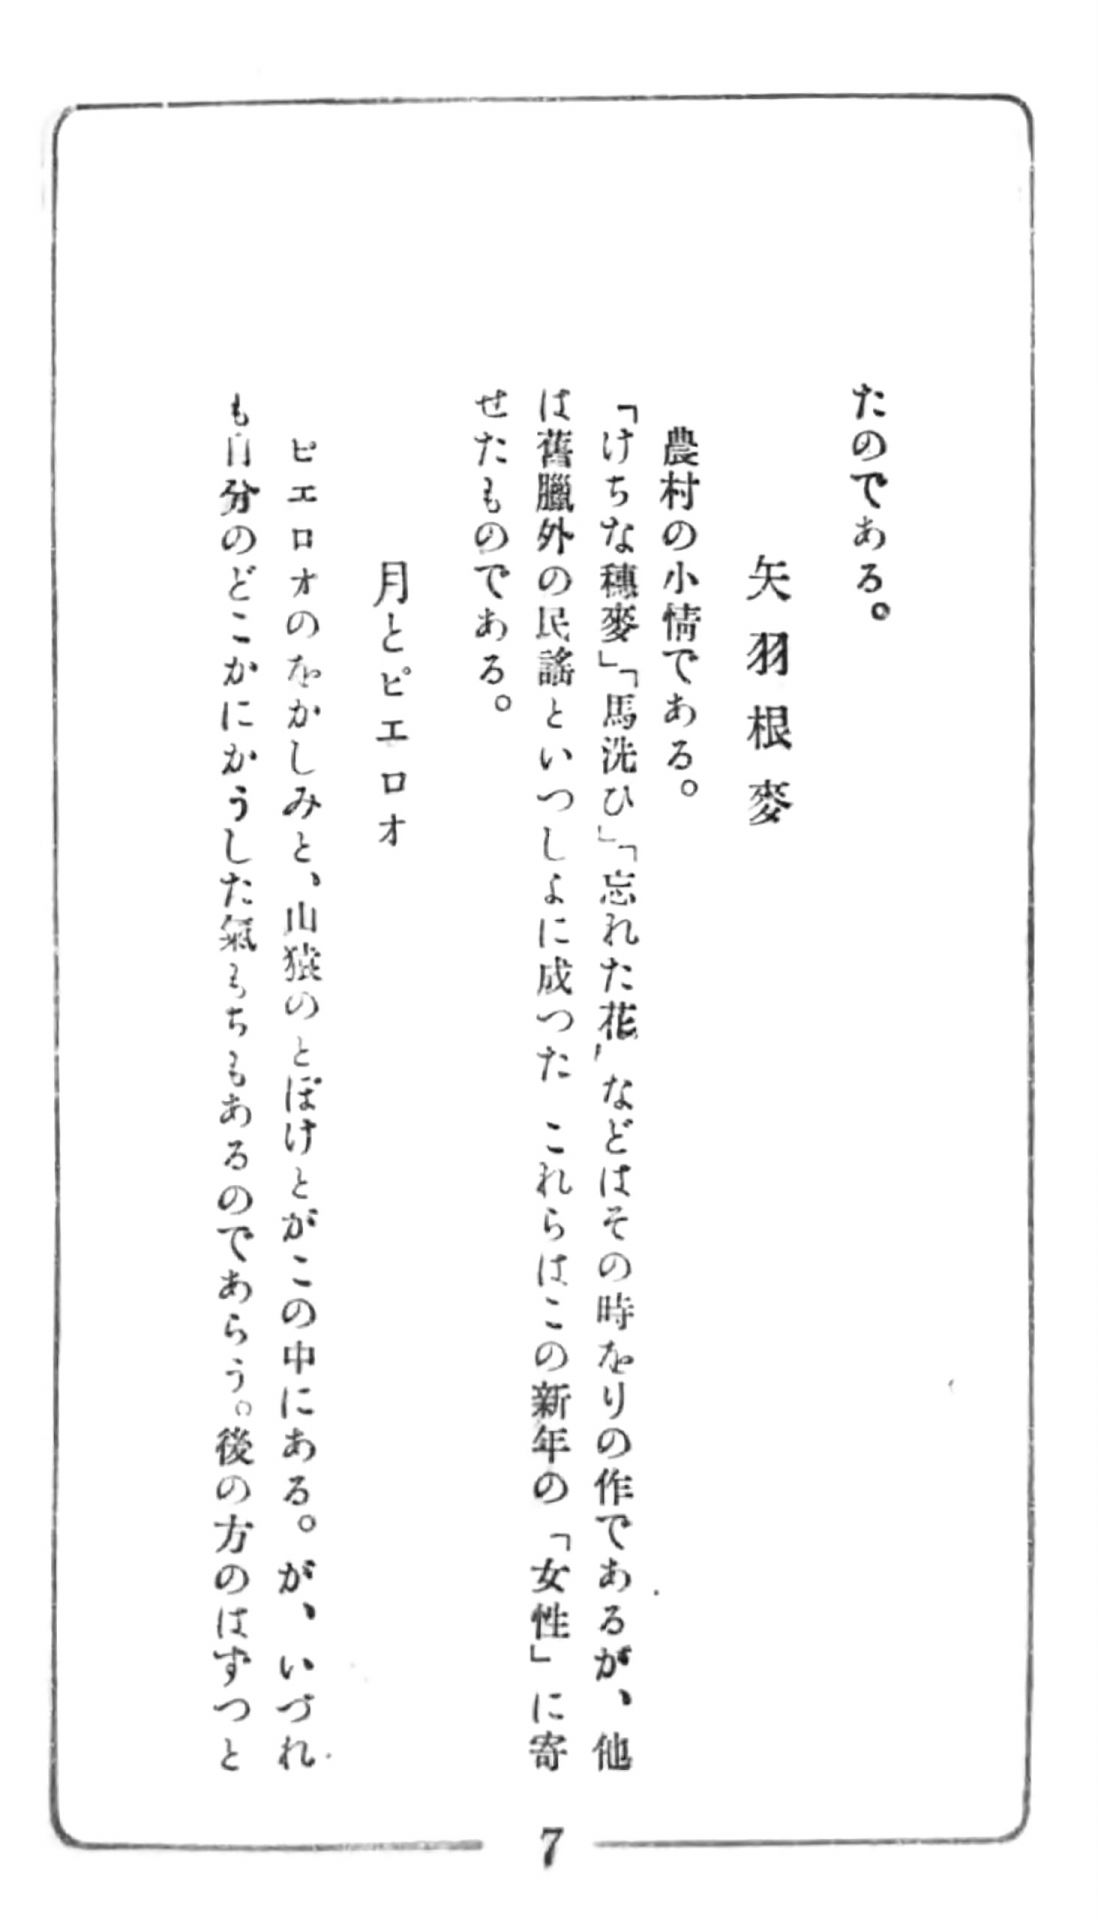 たのである。
矢羽根麥
農村の小情である。
「けちな穗麥」「馬洗ひ」「忘れた花」などはその時をりの作であるが、他
は舊臘外の民謠といつしよに成つた これらはこの新年の「女性」に寄
せたものである。
月とピエロオ
ピエロオのをかしみと、山猿のとぼけとがこの中にある。が、いづれ
も自分のどこかにかうした氣もちもあるのであらう。後の方のはずつと
7